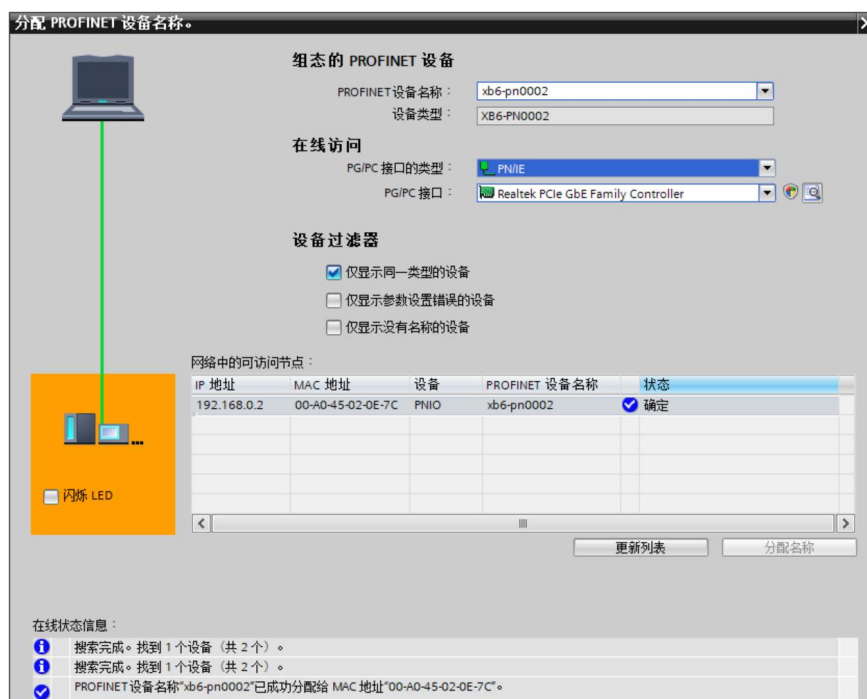 分配 PROFINET 设备名称。
组态的 PROFINET 设备
PROFINET设备名称： xb6-pn0002
设备类型： XB6-PN0002
在线访问
PG/PC 接口的类型： PN/IE
PG/PC 接口： Realtek PCIe GbE Family Controller
设备过滤器
仅显示同一类型的设备
仅显示参数设置错误的设备
仅显示没有名称的设备
网络中的可访问节点：
IP 地址 MAC 地址 设备 PROFINET 设备名称 状态
192.168.0.2 00-A0-45-02-0E-7C PNIO xb6-pn0002 确定
闪烁 LED
更新列表 分配名称
在线状态信息：
搜索完成。找到 1 个设备（共 2 个）。
搜索完成。找到 1 个设备（共 2 个）。
PROFINET设备名称"xb6-pn0002"已成功分配给 MAC 地址"00-A0-45-02-0E-7C"。